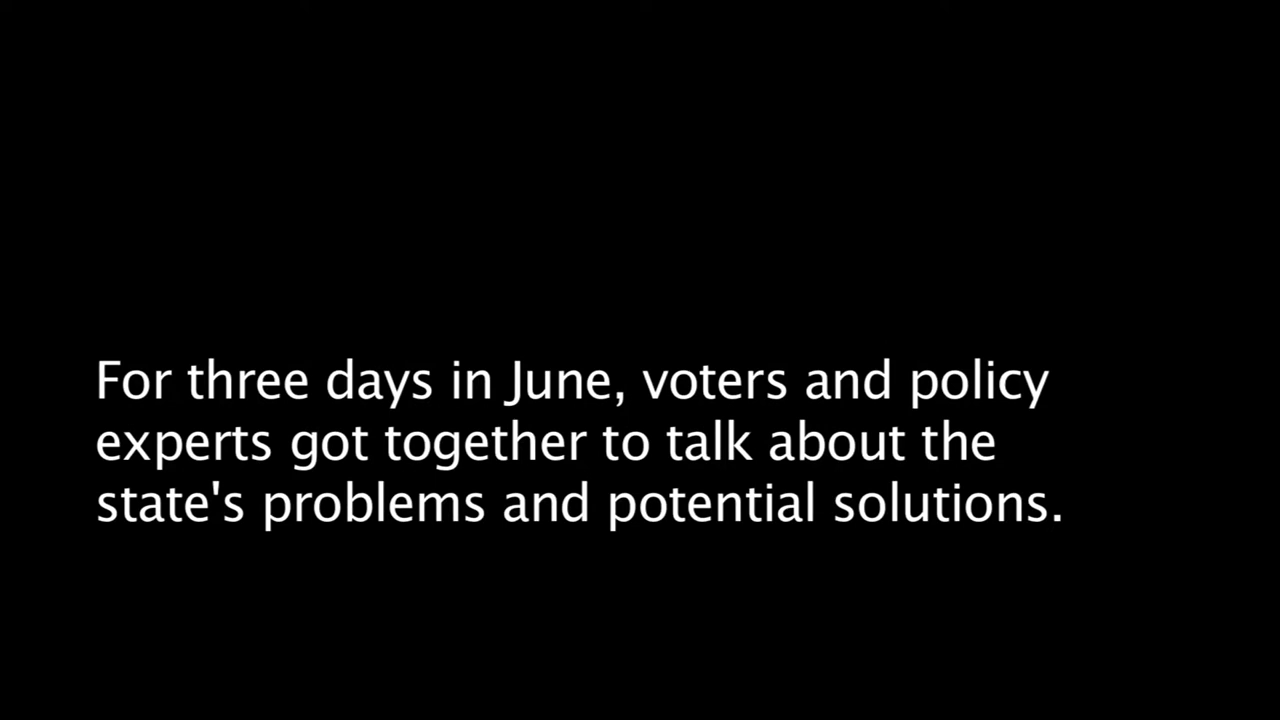 For three days in June, voters and policy
experts got together to talk about the
state's problems and potential solutions.